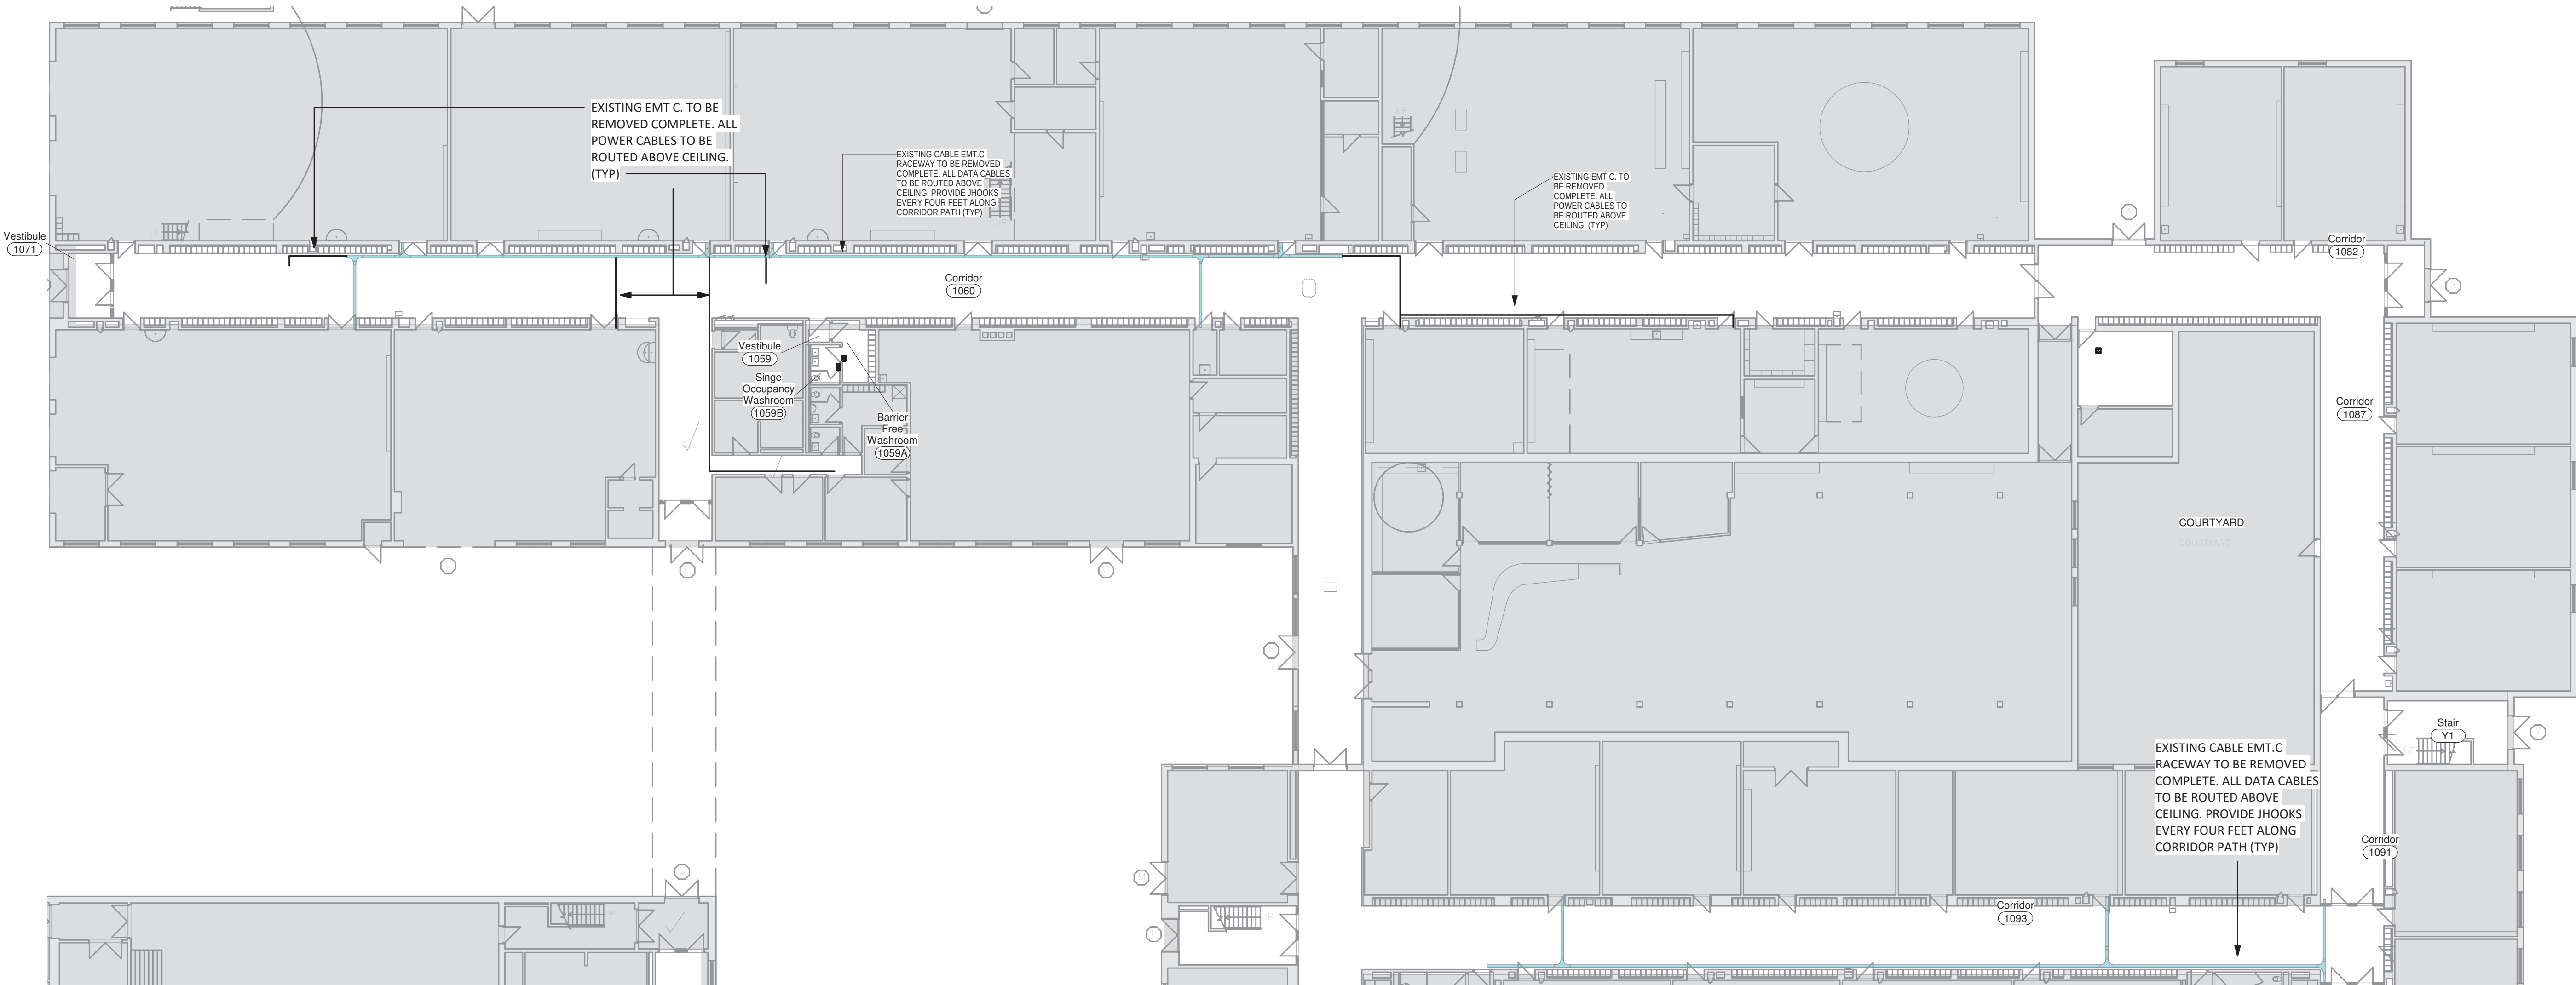 EXISTING EMT C. TO BE
REMOVED COMPLETE. ALL
POWER CABLES TO BE
ROUTED ABOVE CEILING.
(TYP)
EXISTING CABLE EMT.C
RACEWAY TO BE REMOVED
COMPLETE. ALL DATA CABLES
TO BE ROUTED ABOVE
CEILING. PROVIDE JHOOKS
EVERY FOUR FEET ALONG
CORRIDOR PATH (TYP)
EXISTING EMT C. TO
BE REMOVED
COMPLETE. ALL
POWER CABLES TO
BE ROUTED ABOVE
CEILING. (TYP)
Vestibule
1071
Corridor
1082
Corridor
1060
Vestibule
1059
Singe
Occupancy
Washroom
1059B
Barrier
Free
Washroom
1059A
Corridor
1087
COURTYARD
COURTYARD
Stair
Y1
EXISTING CABLE EMT.C
RACEWAY TO BE REMOVED
COMPLETE. ALL DATA CABLES
TO BE ROUTED ABOVE
CEILING. PROVIDE JHOOKS
EVERY FOUR FEET ALONG
CORRIDOR PATH (TYP)
Corridor
1091
Corridor
1093